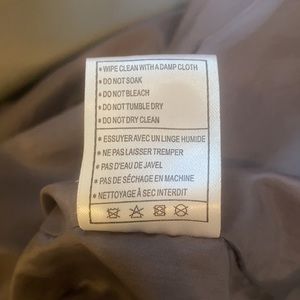 • WIPE CLEAN WITH A DAMP CLOTH
• DO NOT SOAK
• DO NOT BLEACH
• DO NOT TUMBLE DRY
• DO NOT DRY CLEAN
• ESSUYER AVEC UN LINGE HUMIDE
• NE PAS LAISSER TREMPER
• PAS D'EAU DE JAVEL
• PAS DE SÉCHAGE EN MACHINE
• NETTOYAGE À SEC INTERDIT